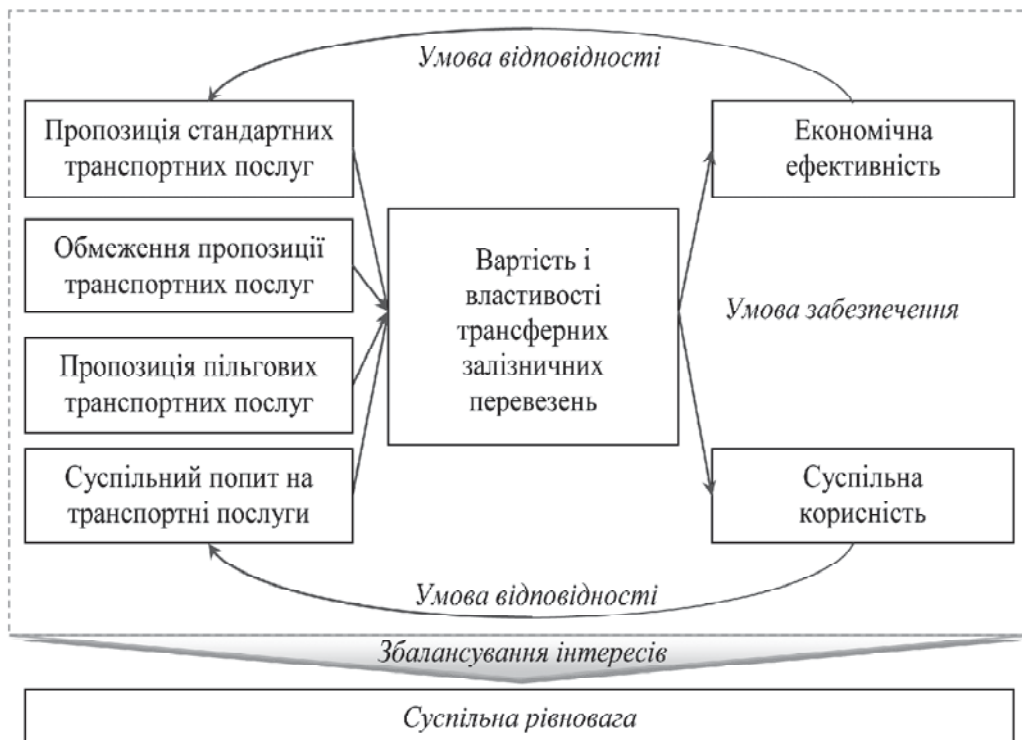 Умова відповідності
Пропозиція стандартних
транспортних послуг
Обмеження пропозиції
транспортних послуг
Пропозиція пільгових
транспортних послуг
Суспільний попит на
транспортні послуги
Вартість і
властивості
трансферних
залізничних
перевезень
Економічна
ефективність
Умова забезпечення
Суспільна
корисність
Умова відповідності
Збалансування інтересів
Суспільна рівновага